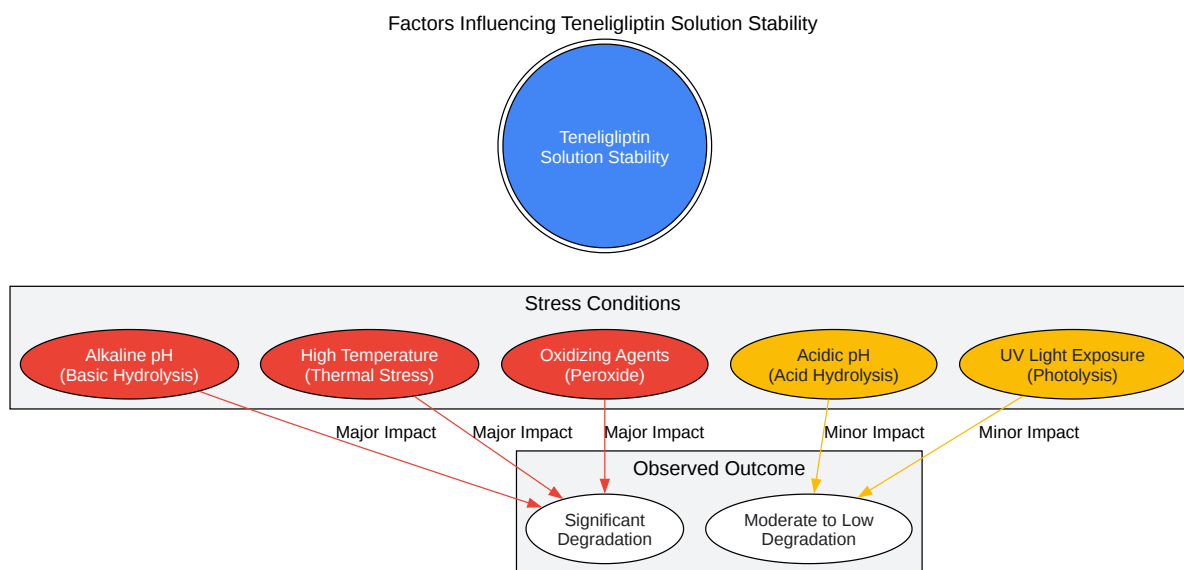 Factors Influencing Teneligliptin Solution Stability
Teneligliptin
Solution Stability
Stress Conditions
Alkaline pH
(Basic Hydrolysis)
High Temperature
(Thermal Stress)
Oxidizing Agents
(Peroxide)
Acidic pH
(Acid Hydrolysis)
UV Light Exposure
(Photolysis)
Major Impact
Major Impact
Major Impact
Minor Impact
Minor Impact
Observed Outcome
Significant
Degradation
Moderate to Low
Degradation